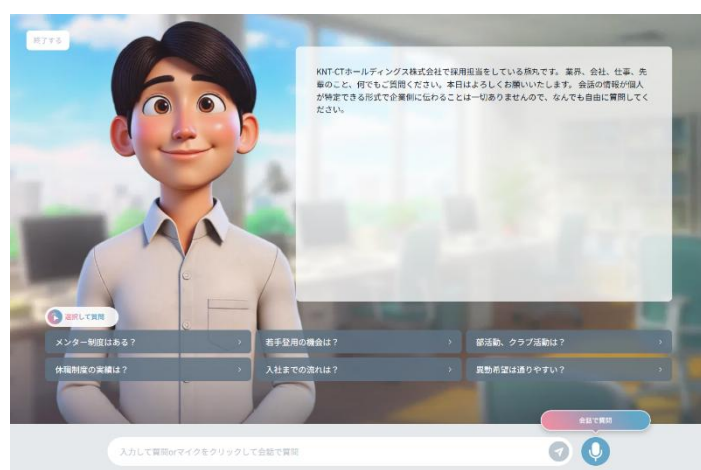 終了する
KNT-CTホールディングス株式会社で採用担当をしている旅丸です。 業界、会社、仕事、先
輩のこと、何でもご質問ください。本日はよろしくお願いいたします。 会話の情報が個人
が特定できる形式で企業側に伝わることは一切ありませんので、なんでも自由に質問してく
ださい。
選択して質問
メンター制度はある?
若手登用の機会は?
部活動、クラブ活動は?
休職制度の実績は?
入社までの流れは?
異動希望は通りやすい?
会話で質問
入力して質問orマイクをクリックして会話で質問